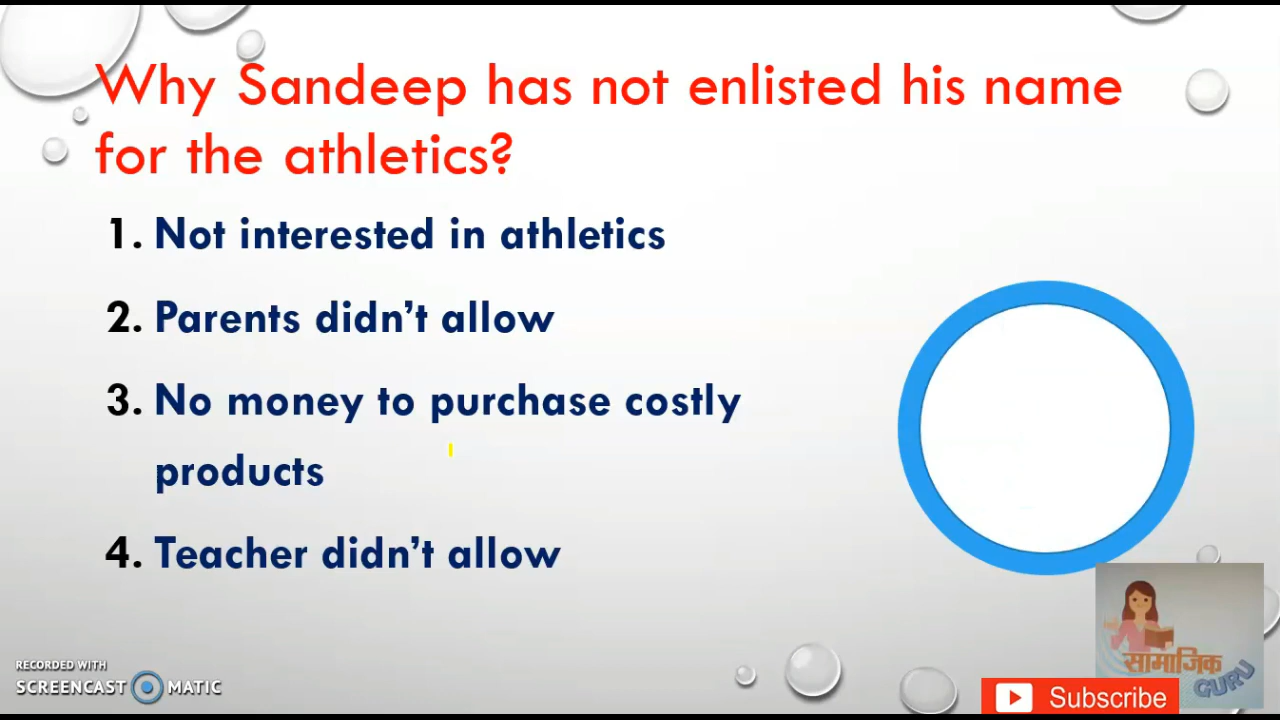 Why Sandeep has not enlisted his name
for the athletics?
1. Not interested in athletics
2. Parents didn't allow
3. No money to purchase costly
products
4. Teacher didn't allow
RECORDED WITH
SCREENCAST MATIC
सामाजिक
GURU
Subscribe